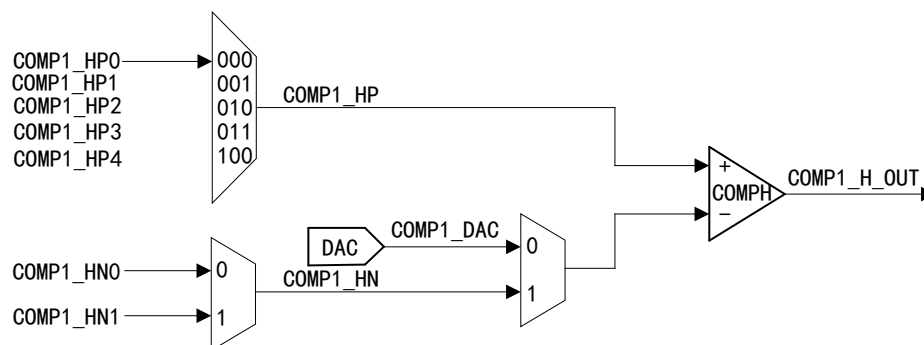 COMP1_HP0
COMP1_HP1
COMP1_HP2
COMP1_HP3
COMP1_HP4
000
001
010
011
100
COMP1_HP
COMP1_HN0
COMP1_HN1
0
1
COMP1_HN
DAC
COMP1_DAC
0
1
+
COMPH
−
COMP1_H_OUT